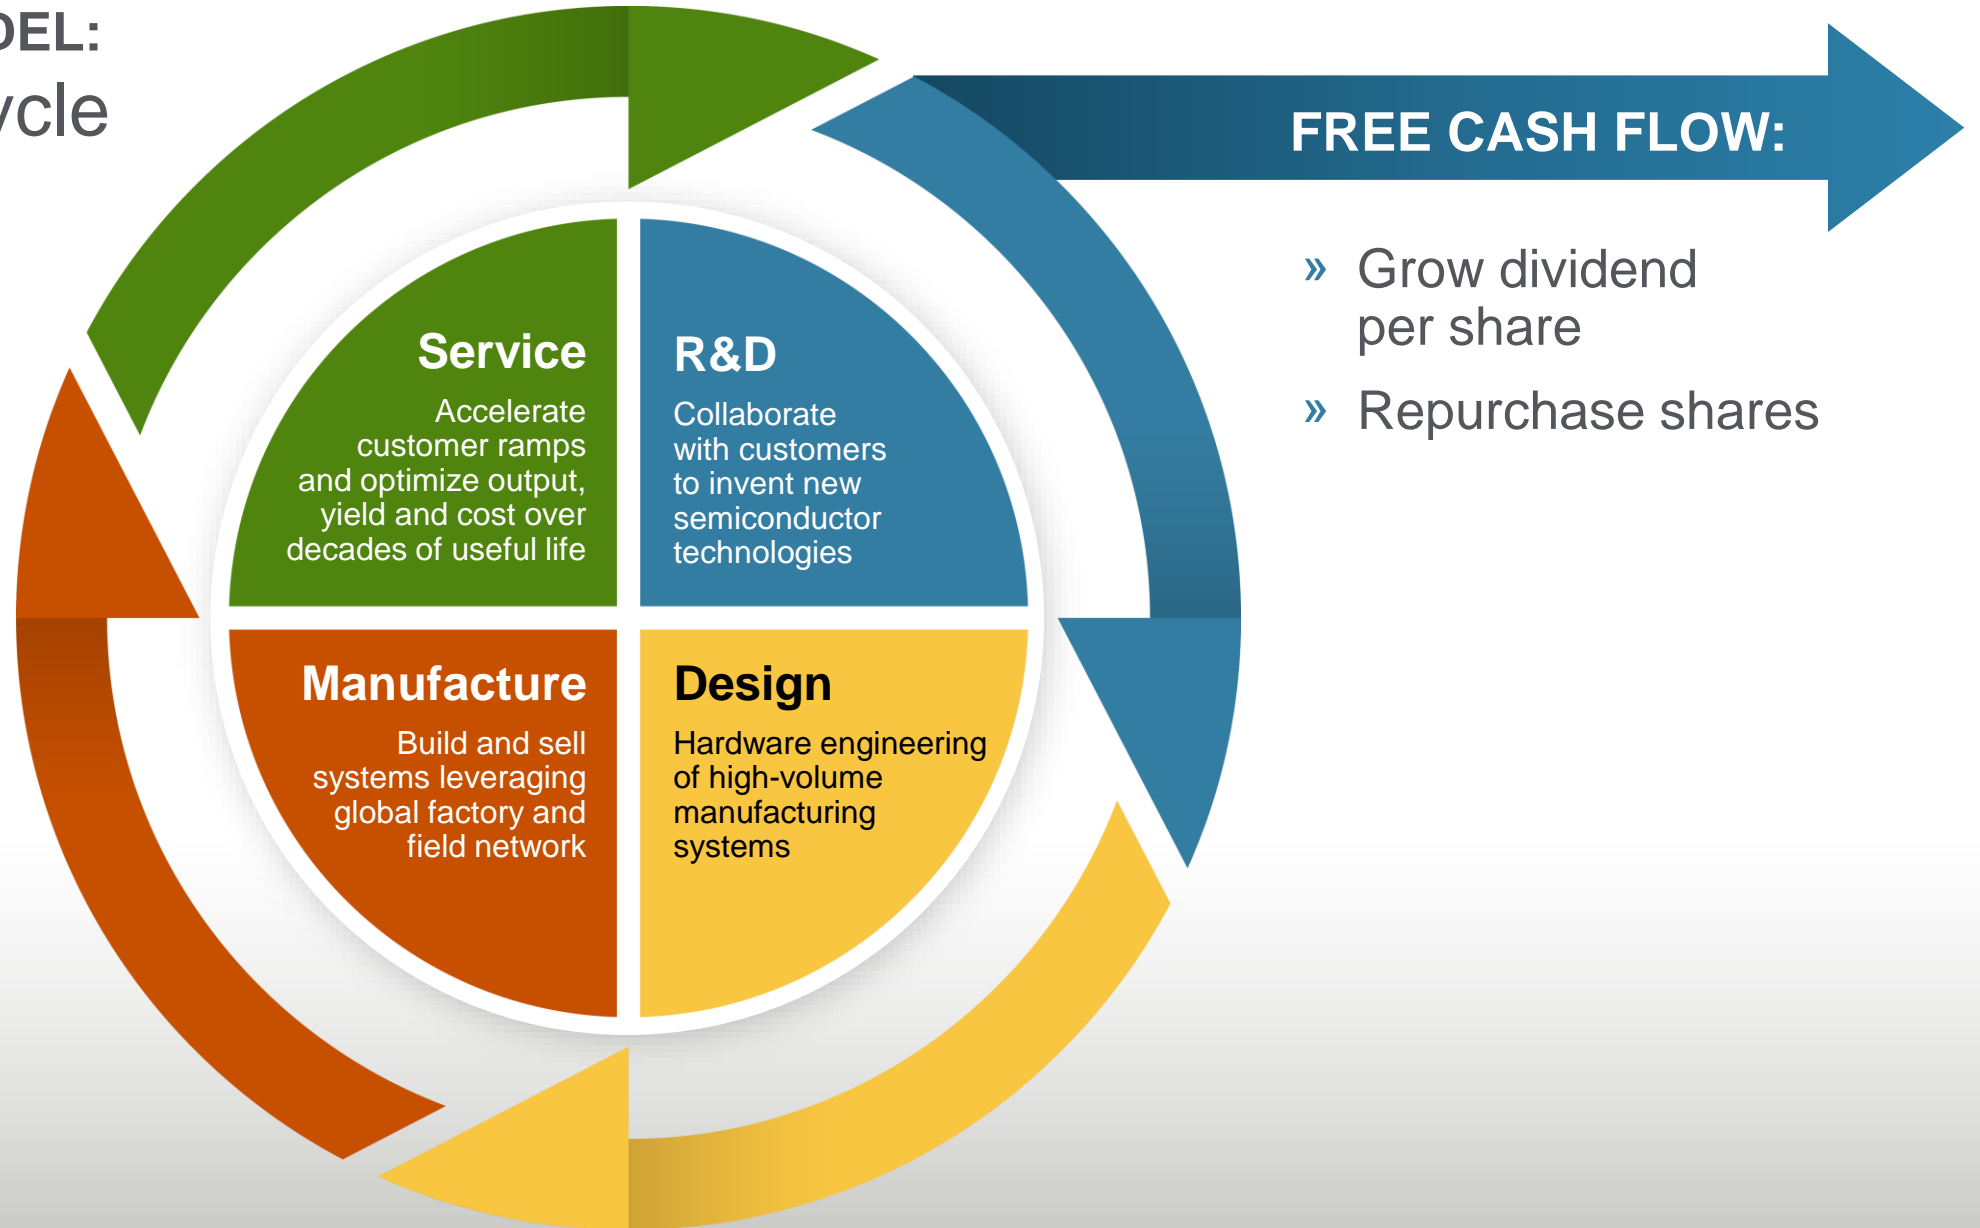 DEL:
ycle
FREE CASH FLOW:
» Grow dividend
per share
» Repurchase shares
Service
Accelerate
customer ramps
and optimize output,
yield and cost over
decades of useful life
R&D
Collaborate
with customers
to invent new
semiconductor
technologies
Manufacture
Build and sell
systems leveraging
global factory and
field network
Design
Hardware engineering
of high-volume
manufacturing
systems